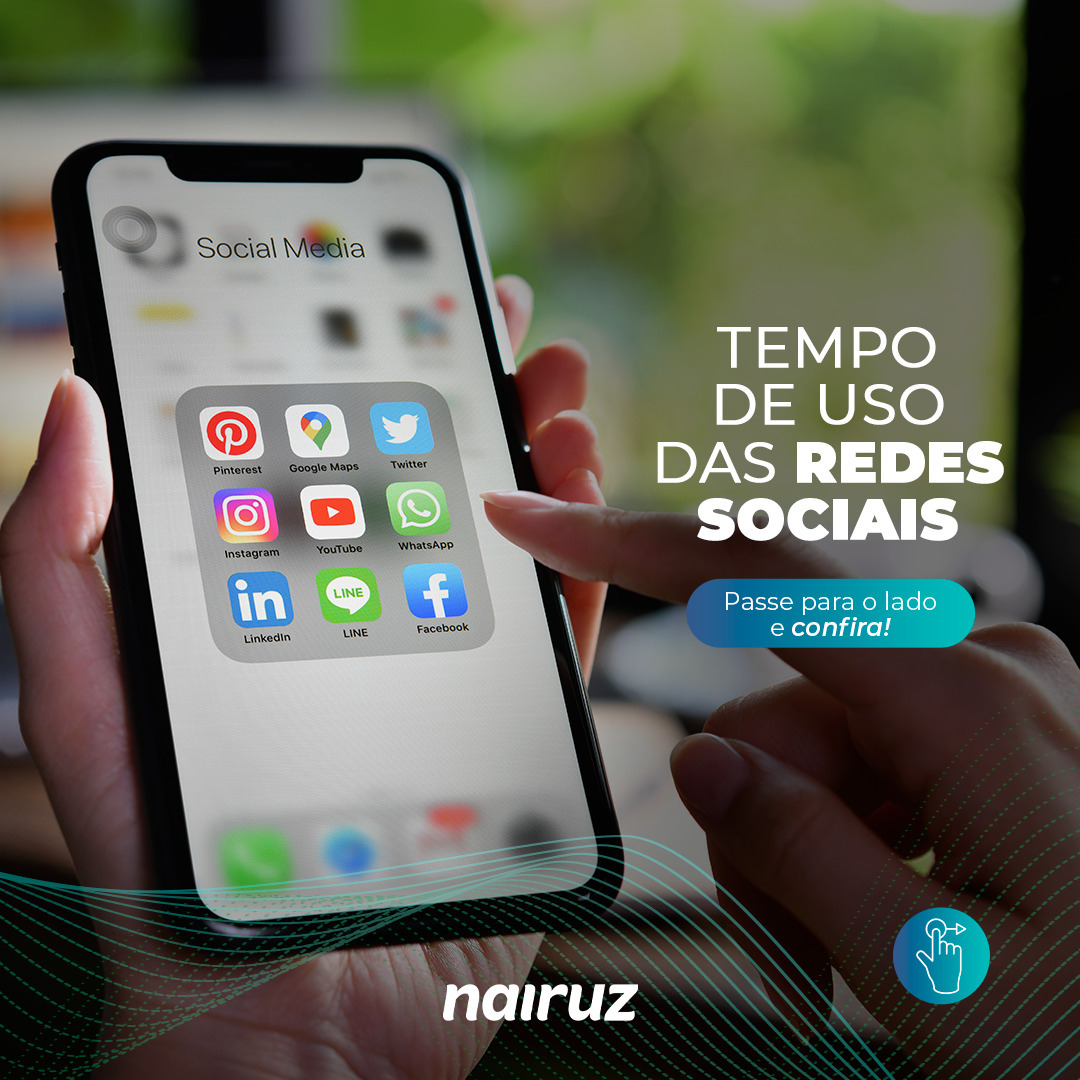 Social Media
Pinterest
Google Maps
Twitter
Instagram
YouTube
WhatsApp
LinkedIn
LINE
LINE
Facebook
TEMPO
DE USO
DAS REDES
SOCIAIS
Passe para o lado
e confira!
nairuz